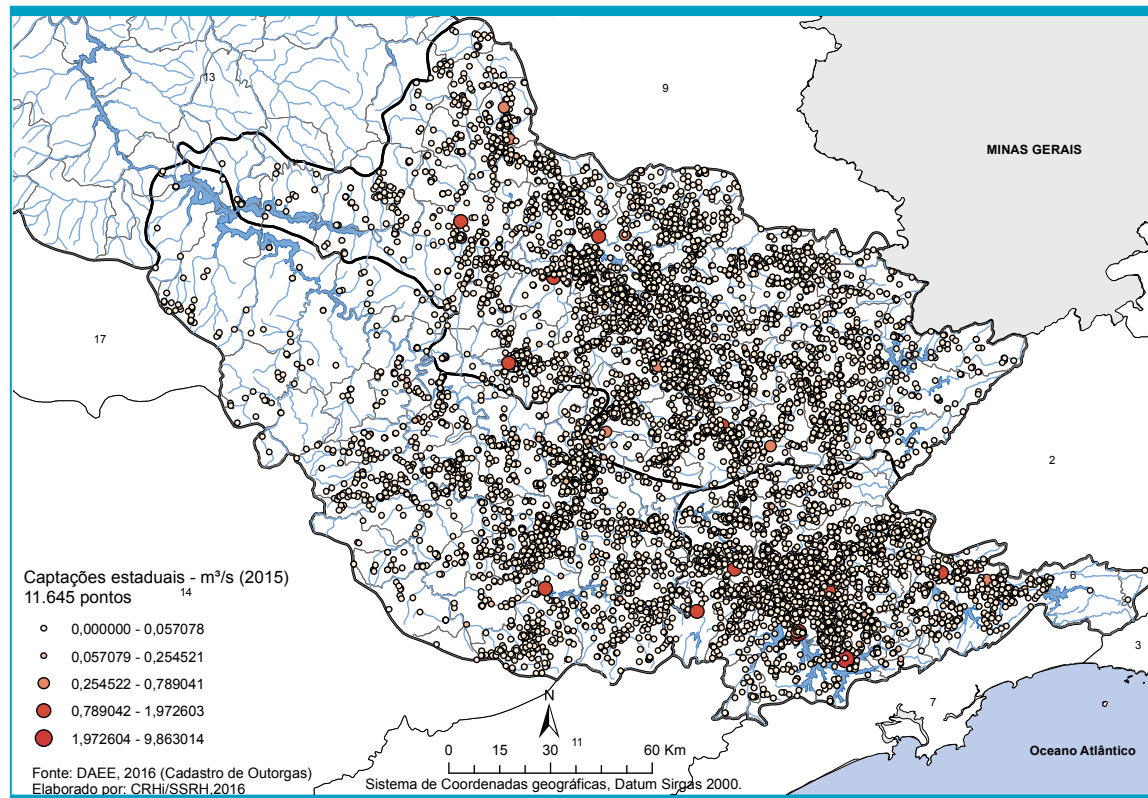 13
9
MINAS GERAIS
17
2
Captações estaduais - m³/s (2015)
11.645 pontos
14
0,000000 - 0,057078
0,057079 - 0,254521
0,254522 - 0,789041
0,789042 - 1,972603
1,972604 - 9,863014
6
3
7
N
11
0 15 30 60 Km
Oceano Atlântico
Fonte: DAEE, 2016 (Cadastro de Outorgas)
Elaborado por: CRHi/SSRH,2016
Sistema de Coordenadas geográficas, Datum Sirgas 2000.